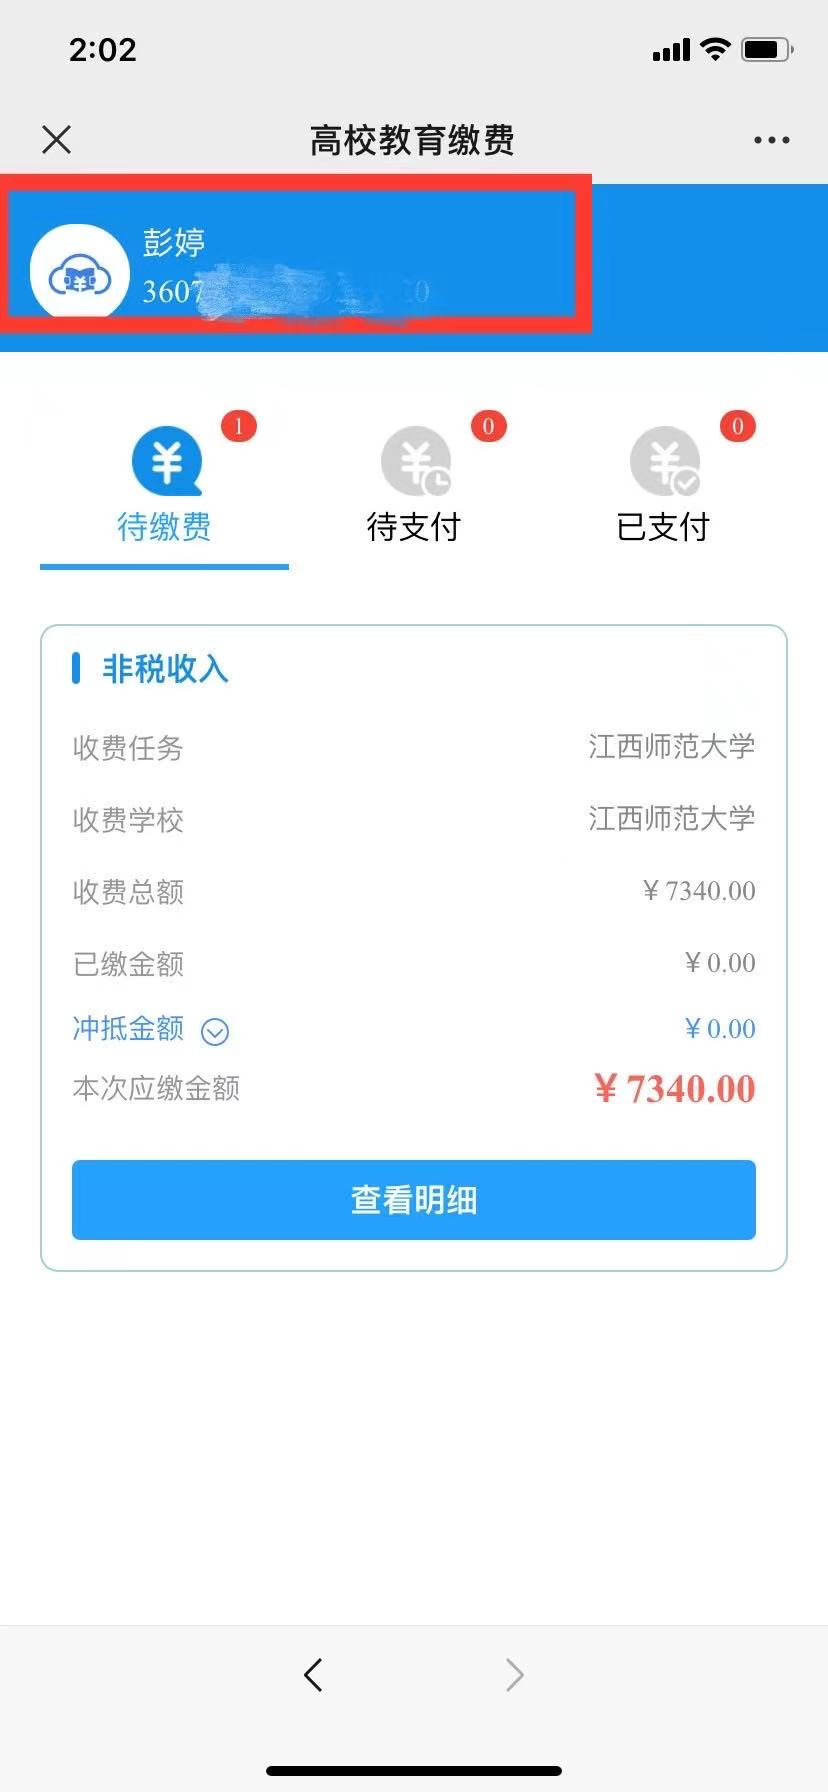 2:02
高校教育缴费
彭婷
3607
1
0
0
待缴费
待支付
已支付
非税收入
收费任务 江西师范大学
收费学校 江西师范大学
收费总额 ￥7340.00
已缴金额 ￥0.00
冲抵金额 ￥0.00
本次应缴金额 ￥7340.00
查看明细